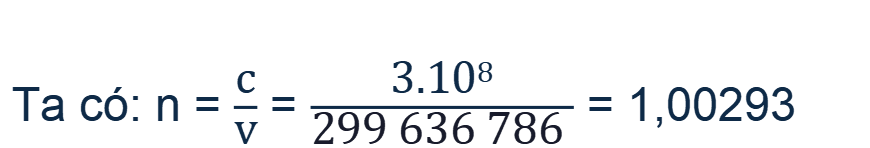 Ta có: n = c/v = 3.10⁸/299 636 786 = 1,00293